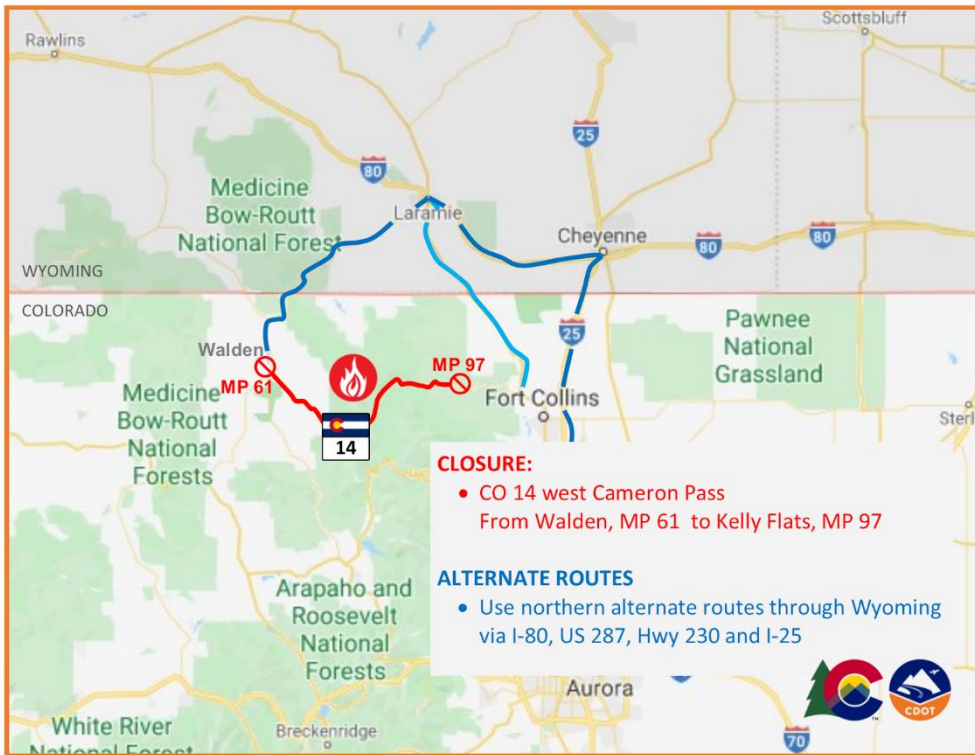 Scottsbluff
Rawlins
25
80
Medicine
Bow-Routt
National Forest
Laramie
Cheyenne
80
80
WYOMING
COLORADO
25
Walden
MP 61
MP 97
Pawnee
National
Grassland
Fort Collins
Medicine
Bow-Routt
National
Forests
14
Sterl
CLOSURE:
• CO 14 west Cameron Pass
From Walden, MP 61 to Kelly Flats, MP 97
ALTERNATE ROUTES
• Use northern alternate routes through Wyoming
via I-80, US 287, Hwy 230 and I-25
Arapaho and
Roosevelt
National
Forests
Aurora
CDOT
TM
White River
National Forest
Breckenridge
70